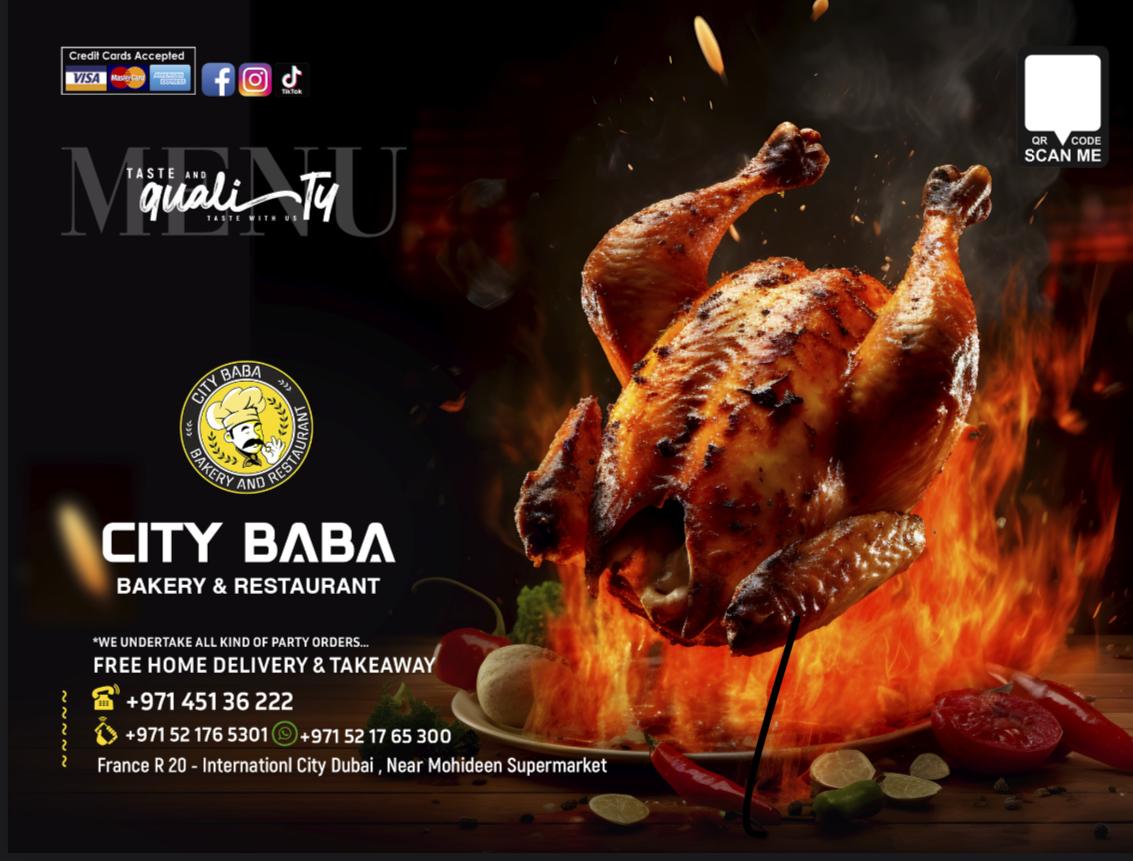 Credit Cards Accepted
VISA MasterCard AMERICAN EXPRESS
TikTok
QR CODE
SCAN ME
MENU
TASTE AND
quali Ty
TASTE WITH US
CITY BABA
BAKERY AND RESTAURANT
CITY BABA
BAKERY & RESTAURANT
*WE UNDERTAKE ALL KIND OF PARTY ORDERS...
FREE HOME DELIVERY & TAKEAWAY
+971 451 36 222
+971 52 176 5301 +971 52 17 65 300
France R 20 - Internationl City Dubai , Near Mohideen Supermarket